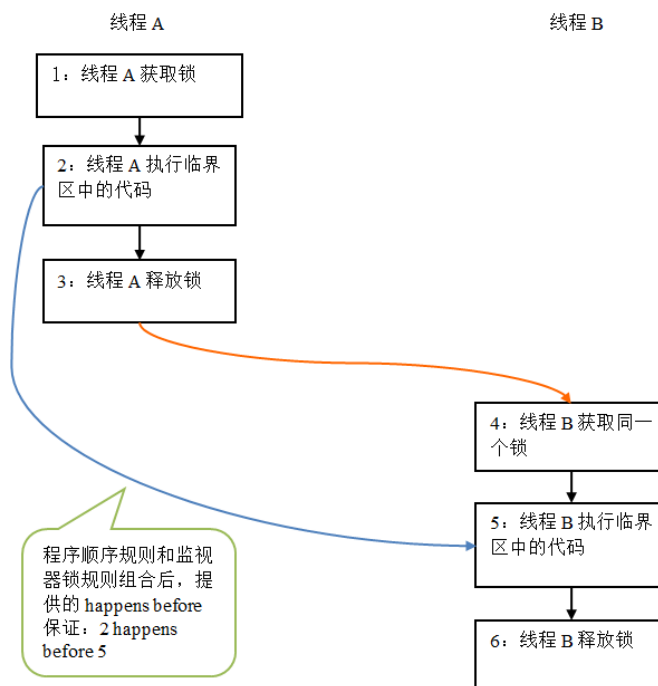 线程 A
线程 B
1：线程 A 获取锁
2：线程 A 执行临界
区中的代码
3：线程 A 释放锁
4：线程 B 获取同一
个锁
5：线程 B 执行临界
区中的代码
程序顺序规则和监视
器锁规则组合后，提
供的 happens before
保证：2 happens
before 5
6：线程 B 释放锁